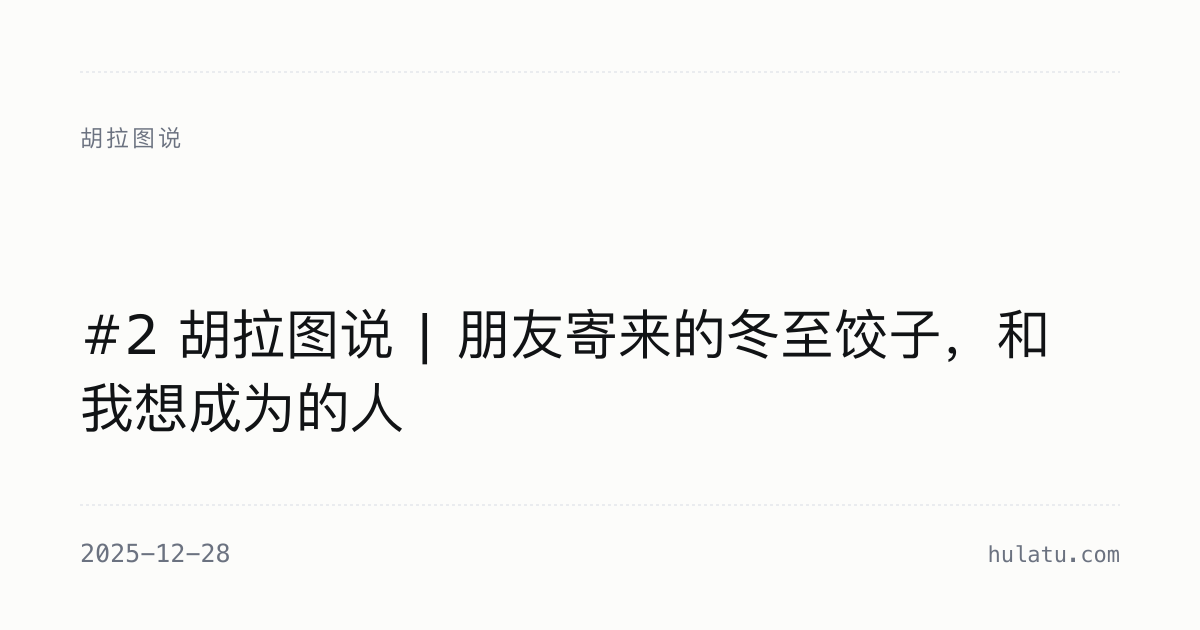 胡拉图说
#2 胡拉图说 | 朋友寄来的冬至饺子，和
我想成为的人
2025-12-28
hulatu.com